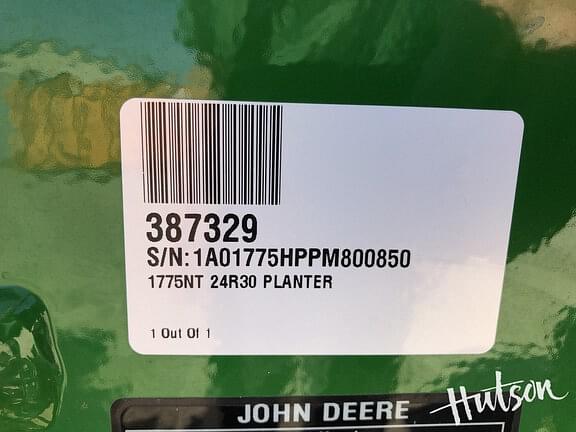 387329
S/N:1A01775HPPM800850
1775NT 24R30 PLANTER
1 Out Of 1
JOHN DEERE
Hutson